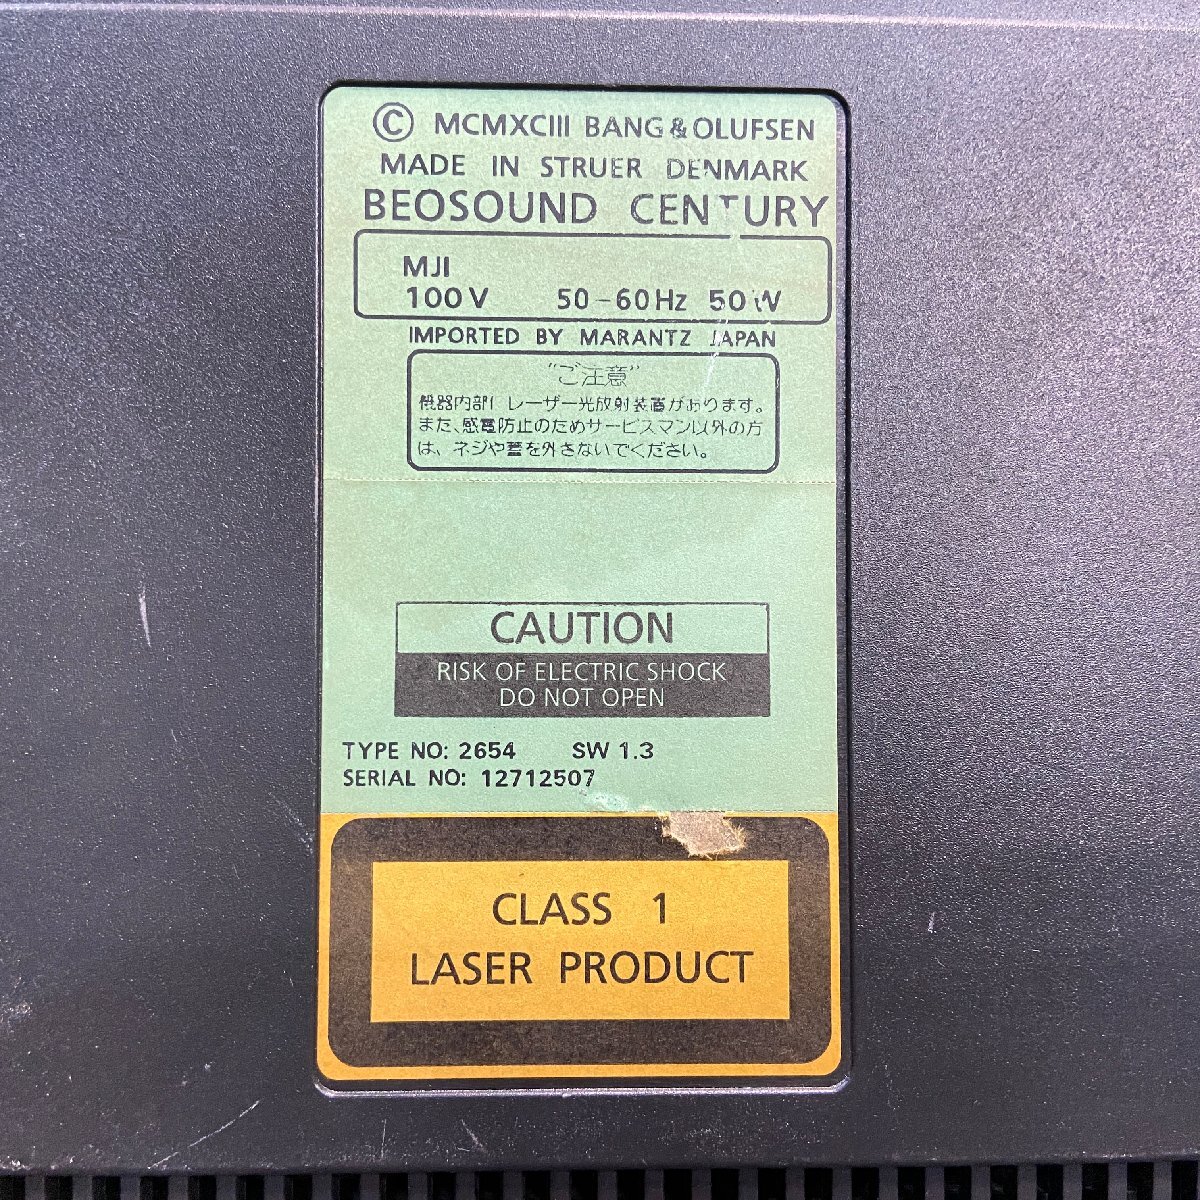 © MCMXCIII BANG & OLUFSEN
MADE IN STRUER DENMARK
BEOSOUND CENTURY
MJI
100V 50-60Hz 50W
IMPORTED BY MARANTZ JAPAN
"ご注意"
機器内部に レーザー光放射装置があります。
また、感電防止のためサービスマン以外の方
は、ネジや蓋を外さないでください。
CAUTION
RISK OF ELECTRIC SHOCK
DO NOT OPEN
TYPE NO: 2654 SW 1.3
SERIAL NO: 12712507
CLASS 1
LASER PRODUCT